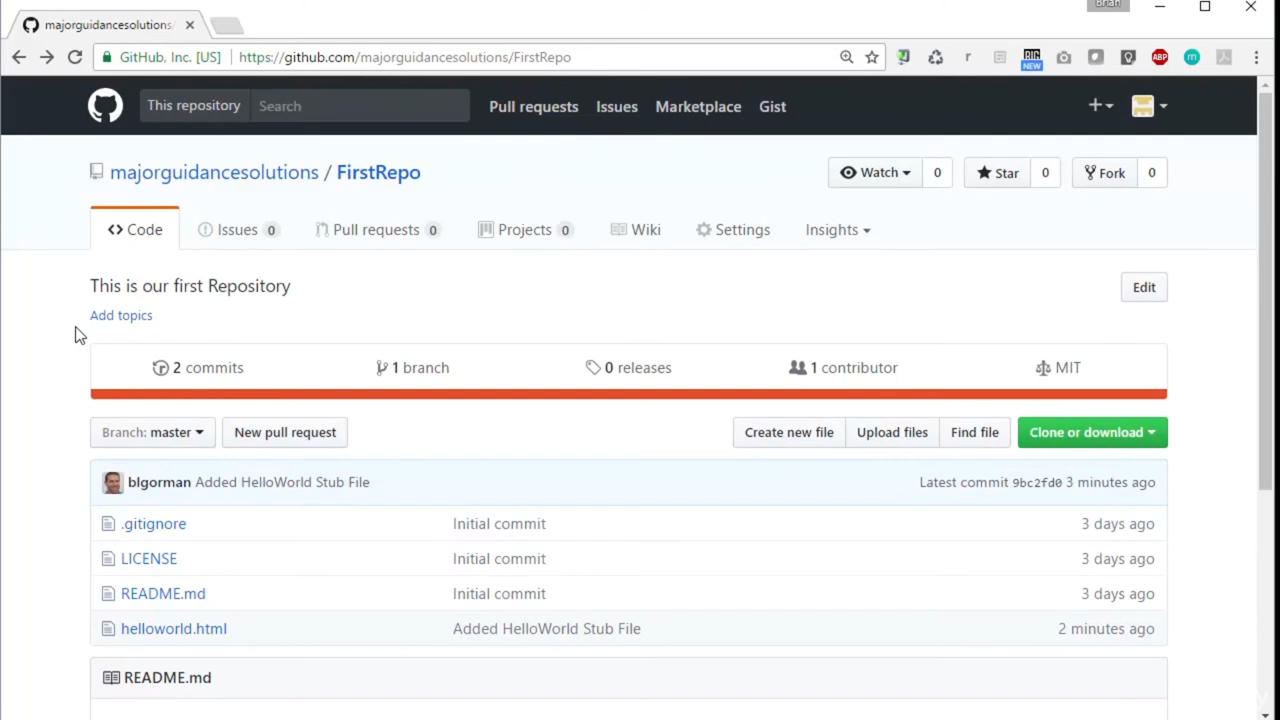 Brian
majorguidancesolutions/
GitHub, Inc. [US] https://github.com/majorguidancesolutions/FirstRepo
r BIG NEW ABP m
This repository Search Pull requests Issues Marketplace Gist
majorguidancesolutions / FirstRepo Watch 0 Star 0 Fork 0
Code Issues 0 Pull requests 0 Projects 0 Wiki Settings Insights
This is our first Repository Edit
Add topics
2 commits 1 branch 0 releases 1 contributor MIT
Branch: master New pull request Create new file Upload files Find file Clone or download
blgorman Added HelloWorld Stub File Latest commit 9bc2fd0 3 minutes ago
.gitignore Initial commit 3 days ago
LICENSE Initial commit 3 days ago
README.md Initial commit 3 days ago
helloworld.html Added HelloWorld Stub File 2 minutes ago
README.md